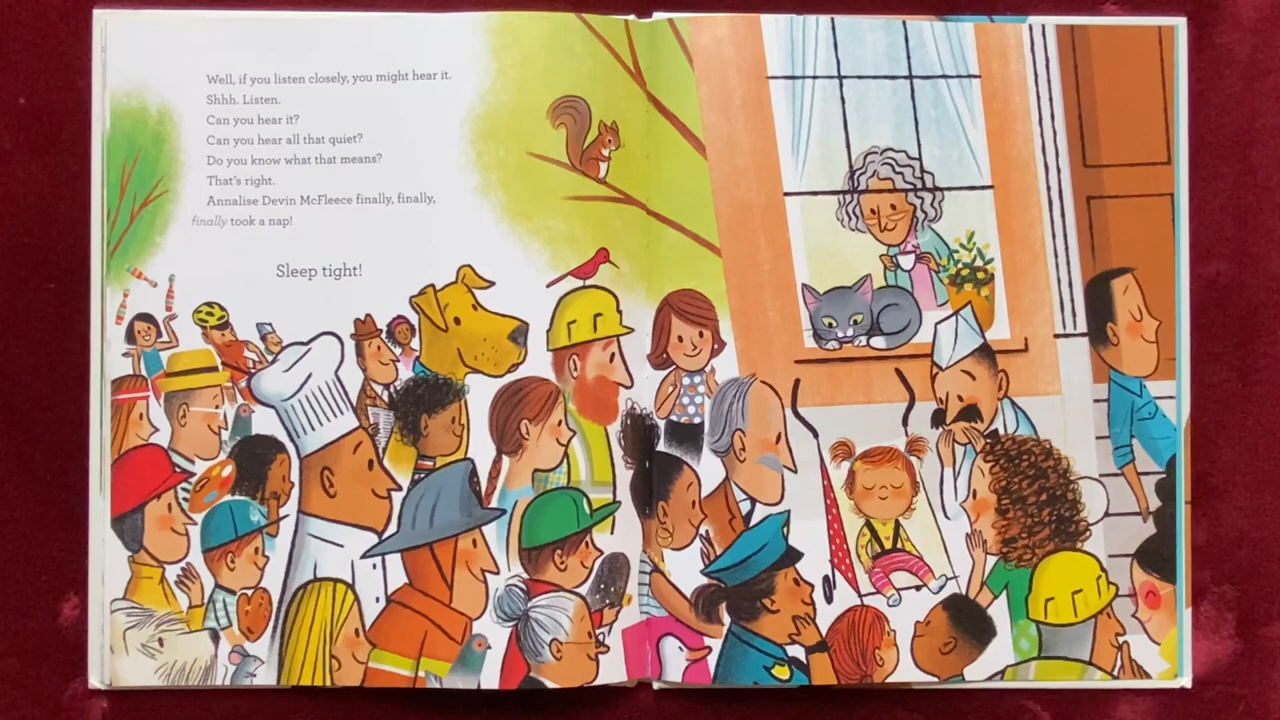 Well, if you listen closely, you might hear it.
Shhh. Listen.
Can you hear it?
Can you hear all that quiet?
Do you know what that means?
That's right.
Annalise Devin McFleece finally, finally,
finally took a nap!
Sleep tight!